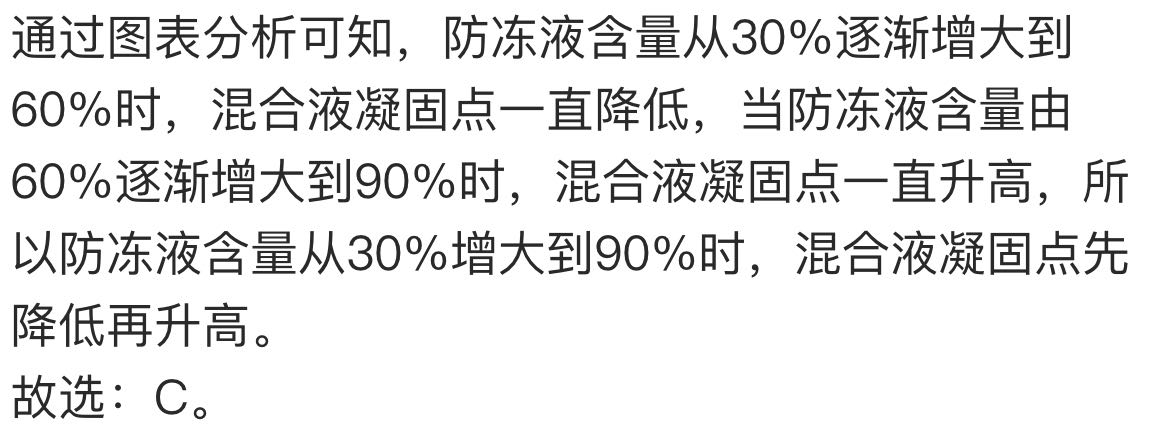 通过图表分析可知，防冻液含量从30%逐渐增大到
60%时，混合液凝固点一直降低，当防冻液含量由
60%逐渐增大到90%时，混合液凝固点一直升高，所
以防冻液含量从30%增大到90%时，混合液凝固点先
降低再升高。
故选：C。